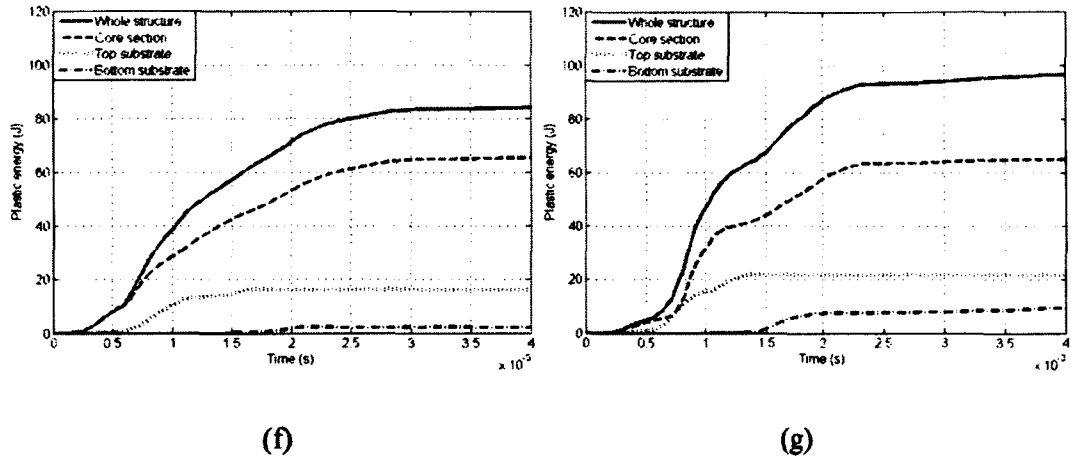 Whole structure
Core section
Top substrate
Bottom substrate
120
100
80
60
40
20
0
Plastic energy (J)
0 0.5 1 1.5 2 2.5 3 3.5 4
Time (s)
x 10⁻³
(f)
Whole structure
Core section
Top substrate
Bottom substrate
120
100
80
60
40
20
0
Plastic energy (J)
0 0.5 1 1.5 2 2.5 3 3.5 4
Time (s)
x 10⁻³
(g)